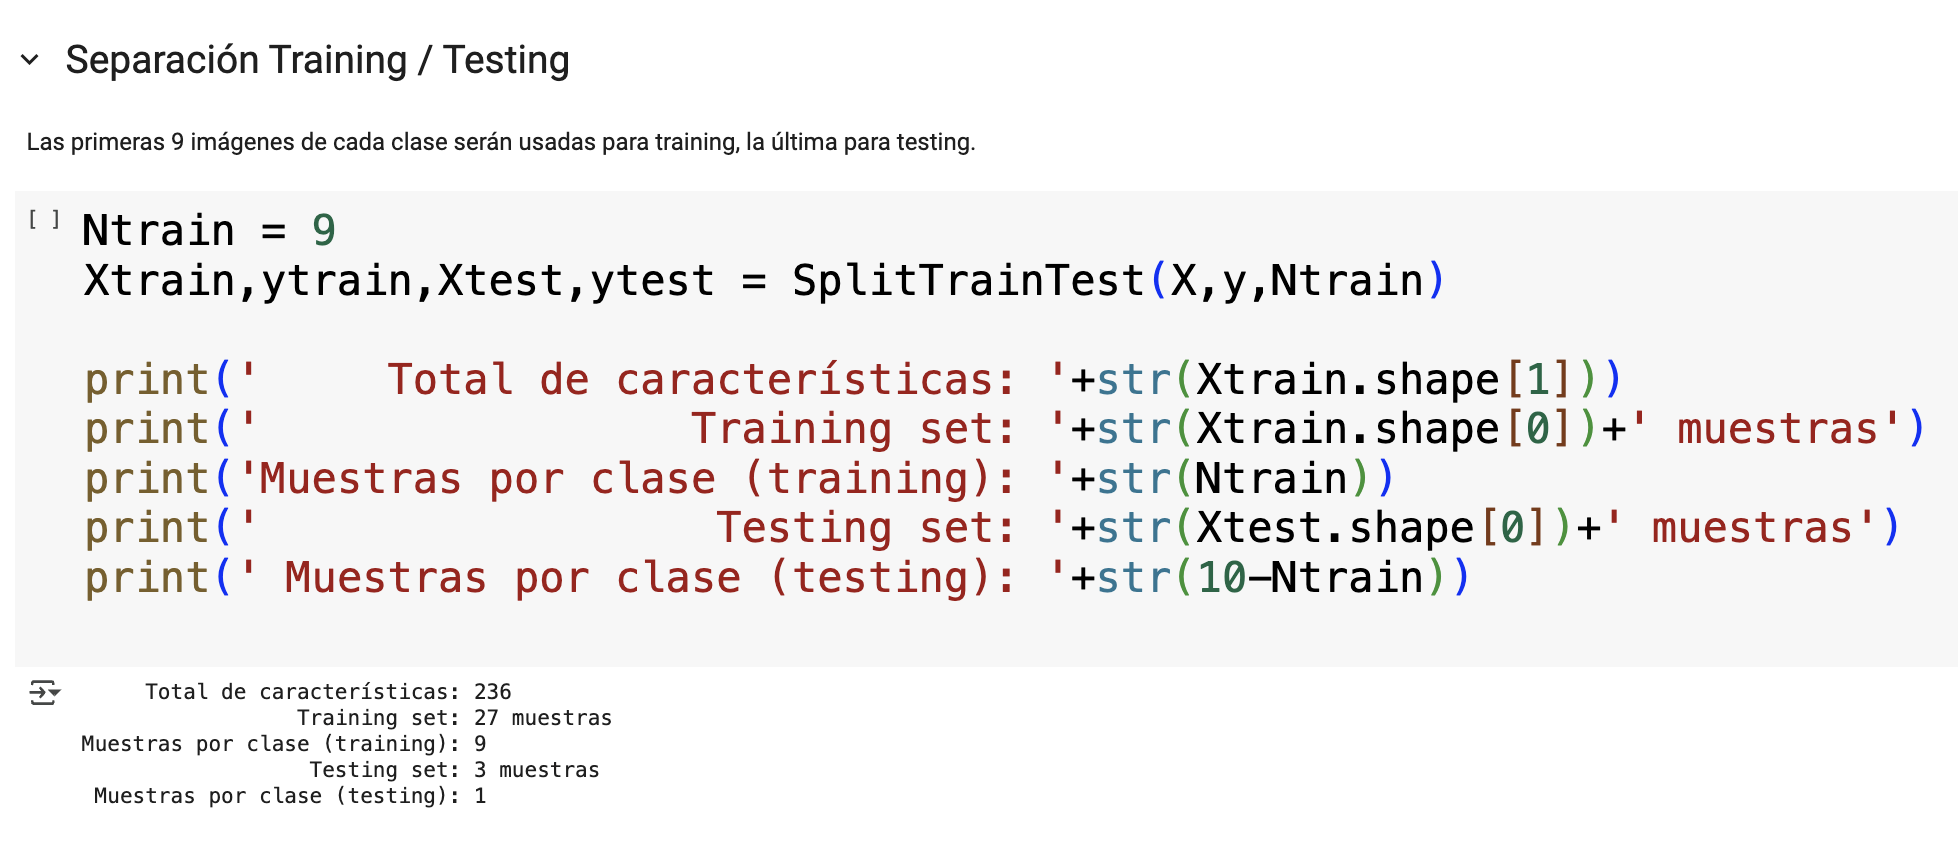 Separación Training / Testing
Las primeras 9 imágenes de cada clase serán usadas para training, la última para testing.
[ ] Ntrain = 9
Xtrain,ytrain,Xtest,ytest = SplitTrainTest(X,y,Ntrain)
print('     Total de características: '+str(Xtrain.shape[1]))
print('                 Training set: '+str(Xtrain.shape[0])+' muestras')
print('Muestras por clase (training): '+str(Ntrain))
print('                  Testing set: '+str(Xtest.shape[0])+' muestras')
print(' Muestras por clase (testing): '+str(10-Ntrain))
     Total de características: 236
                 Training set: 27 muestras
Muestras por clase (training): 9
                  Testing set: 3 muestras
 Muestras por clase (testing): 1